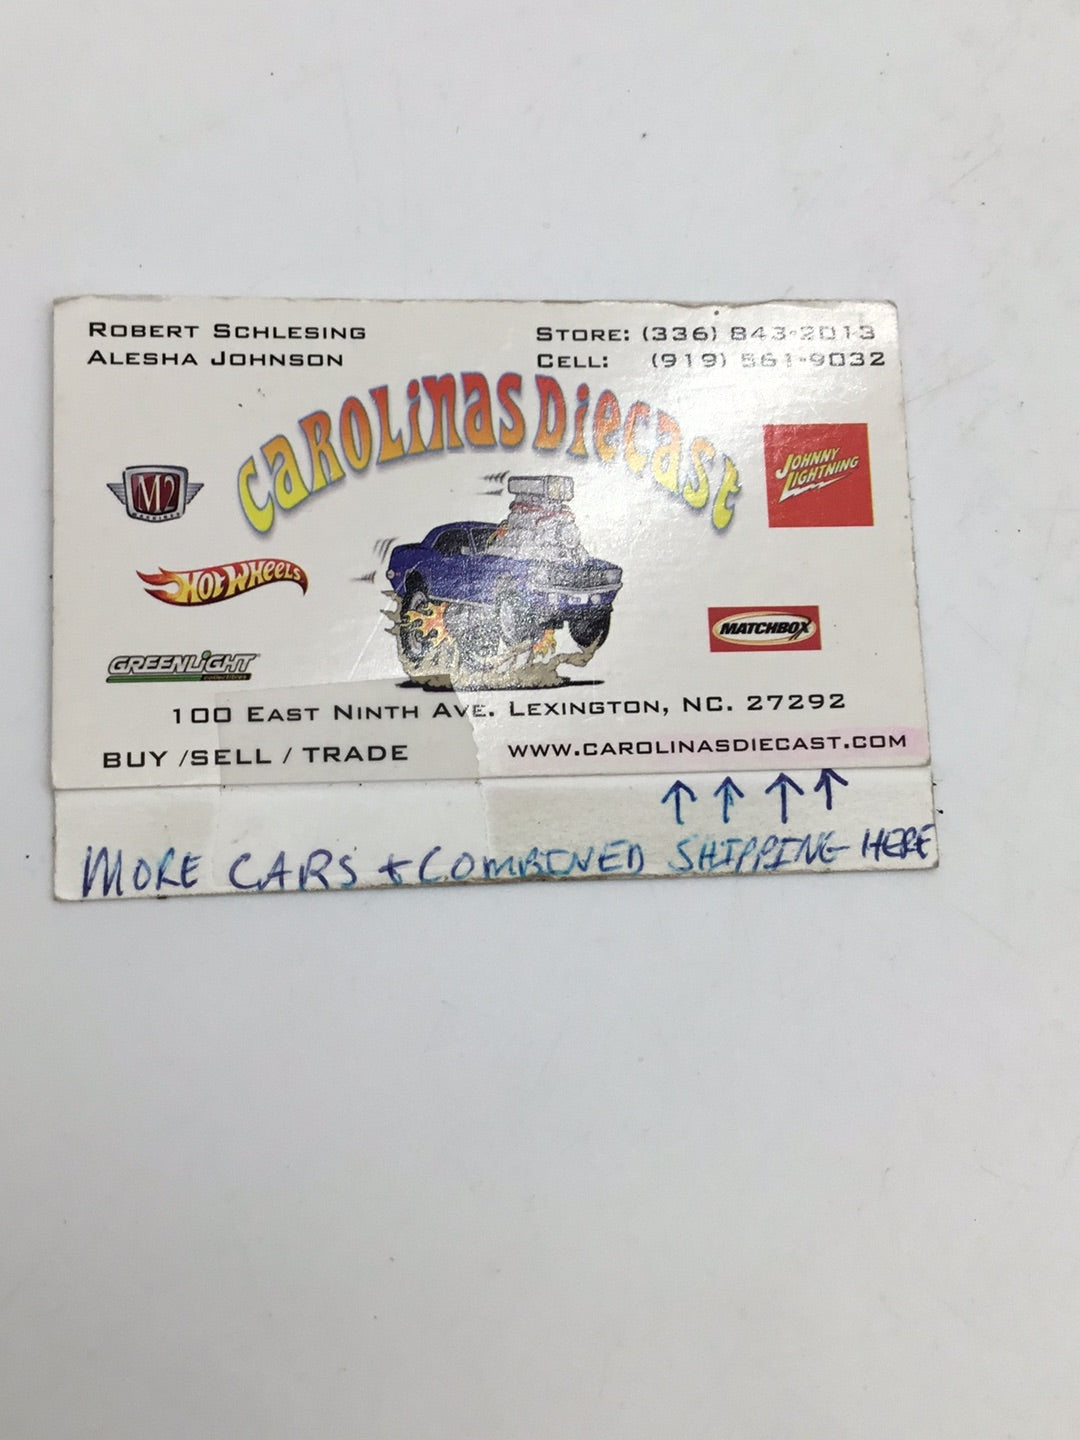 ROBERT SCHLESING
ALESHA JOHNSON
STORE: (336) 843-2013
CELL: (919) 561-9032
CAROLINAS DIECAST
M2
MACHINES
JOHNNY LIGHTNING
HOT WHEELS
MATCHBOX
GREENLIGHT
collectibles
100 EAST NINTH AVE. LEXINGTON, NC. 27292
BUY /SELL / TRADE
WWW.CAROLINASDIECAST.COM
↑ ↑ ↑ ↑
MORE CARS + COMBINED SHIPPING HERE